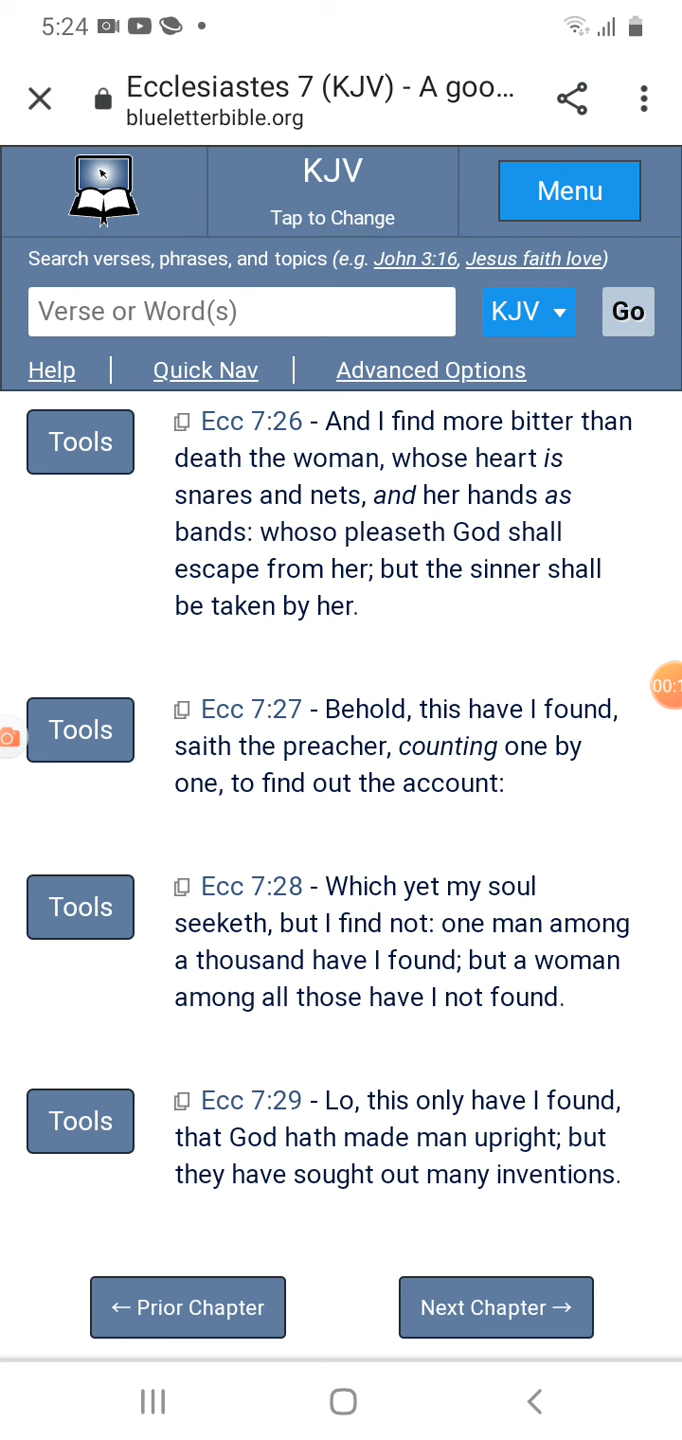 5:24
Ecclesiastes 7 (KJV) - A goo...
blueletterbible.org
KJV
Tap to Change
Menu
Search verses, phrases, and topics (e.g. John 3:16, Jesus faith love)
Verse or Word(s)
KJV
Go
Help
Quick Nav
Advanced Options
Tools
Ecc 7:26 - And I find more bitter than
death the woman, whose heart is
snares and nets, and her hands as
bands: whoso pleaseth God shall
escape from her; but the sinner shall
be taken by her.
Tools
Ecc 7:27 - Behold, this have I found,
saith the preacher, counting one by
one, to find out the account:
Tools
Ecc 7:28 - Which yet my soul
seeketh, but I find not: one man among
a thousand have I found; but a woman
among all those have I not found.
Tools
Ecc 7:29 - Lo, this only have I found,
that God hath made man upright; but
they have sought out many inventions.
← Prior Chapter
Next Chapter →